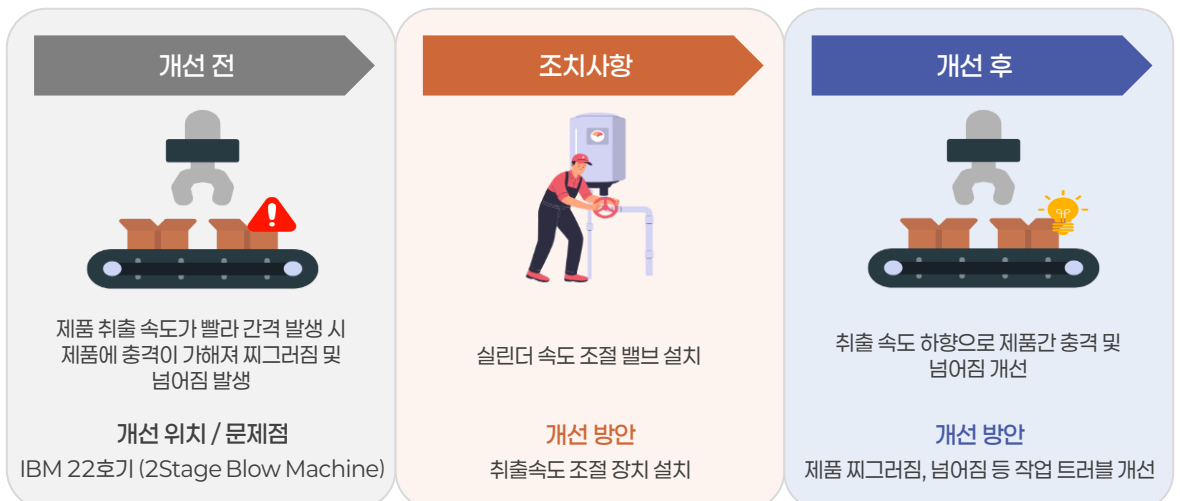 개선 전
제품 취출 속도가 빨라 간격 발생 시
제품에 충격이 가해져 찌그러짐 및
넘어짐 발생
개선 위치 / 문제점
IBM 22호기 (2Stage Blow Machine)
조치사항
실린더 속도 조절 밸브 설치
개선 방안
취출속도 조절 장치 설치
개선 후
취출 속도 하향으로 제품간 충격 및
넘어짐 개선
개선 방안
제품 찌그러짐, 넘어짐 등 작업 트러블 개선